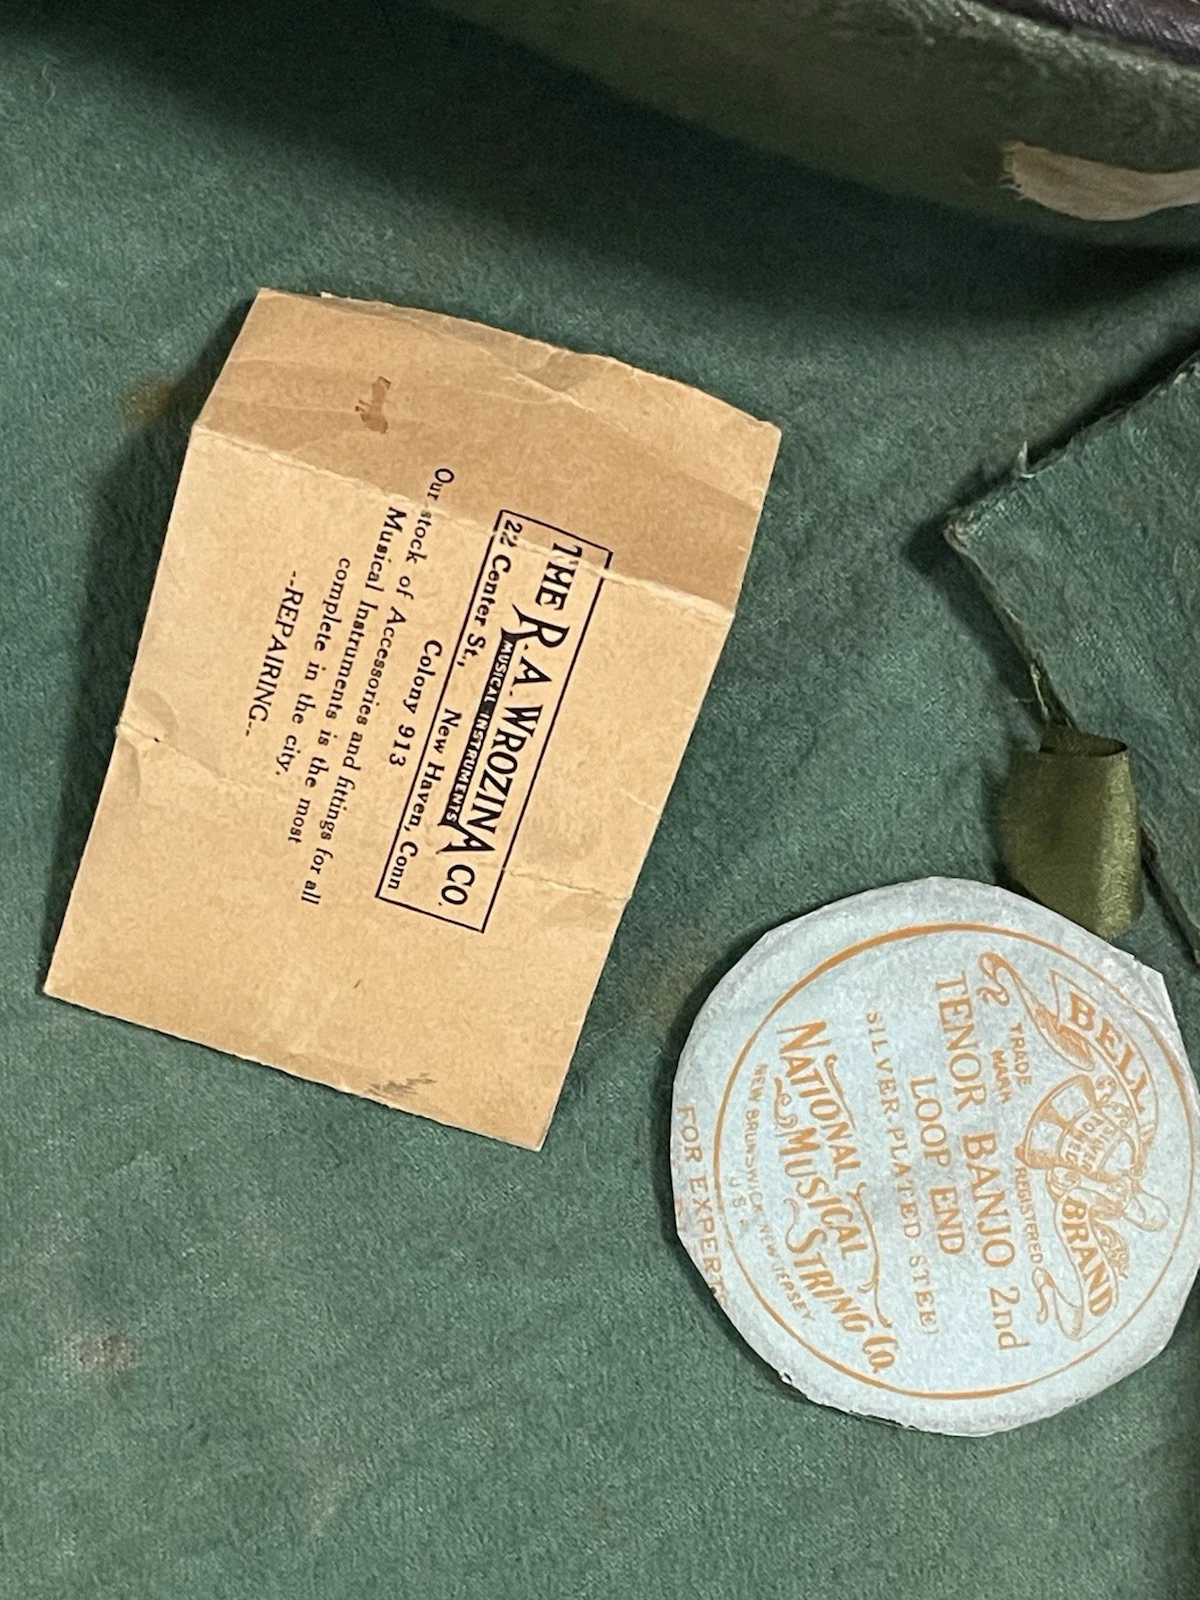 THE R.A. WROZINA CO.
MUSICAL INSTRUMENTS
22 Center St., New Haven, Conn
Colony 913
Our stock of Accessories and fittings for all
Musical Instruments is the most
complete in the city.
--REPAIRING--
BELL BRAND
TRADE MARK REGISTERED
TENOR BANJO 2nd
LOOP END
SILVER-PLATED STEEL
NATIONAL MUSICAL STRING Co.
NEW BRUNSWICK, NEW JERSEY
U.S.A.
FOR EXPER